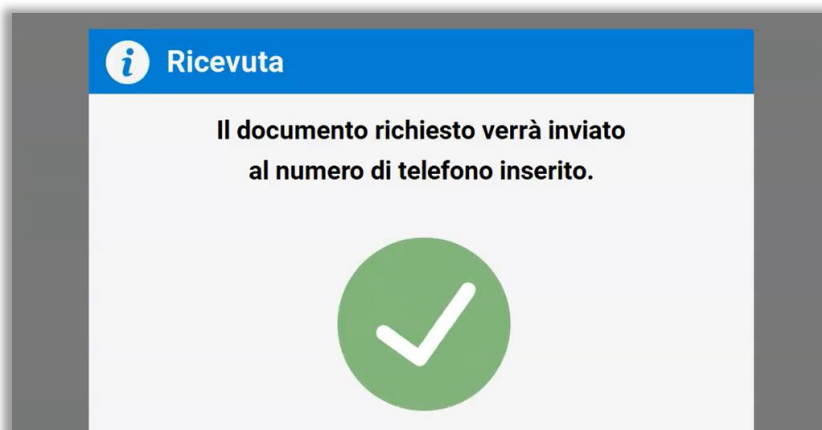 Ricevuta
Il documento richiesto verrà inviato
al numero di telefono inserito.